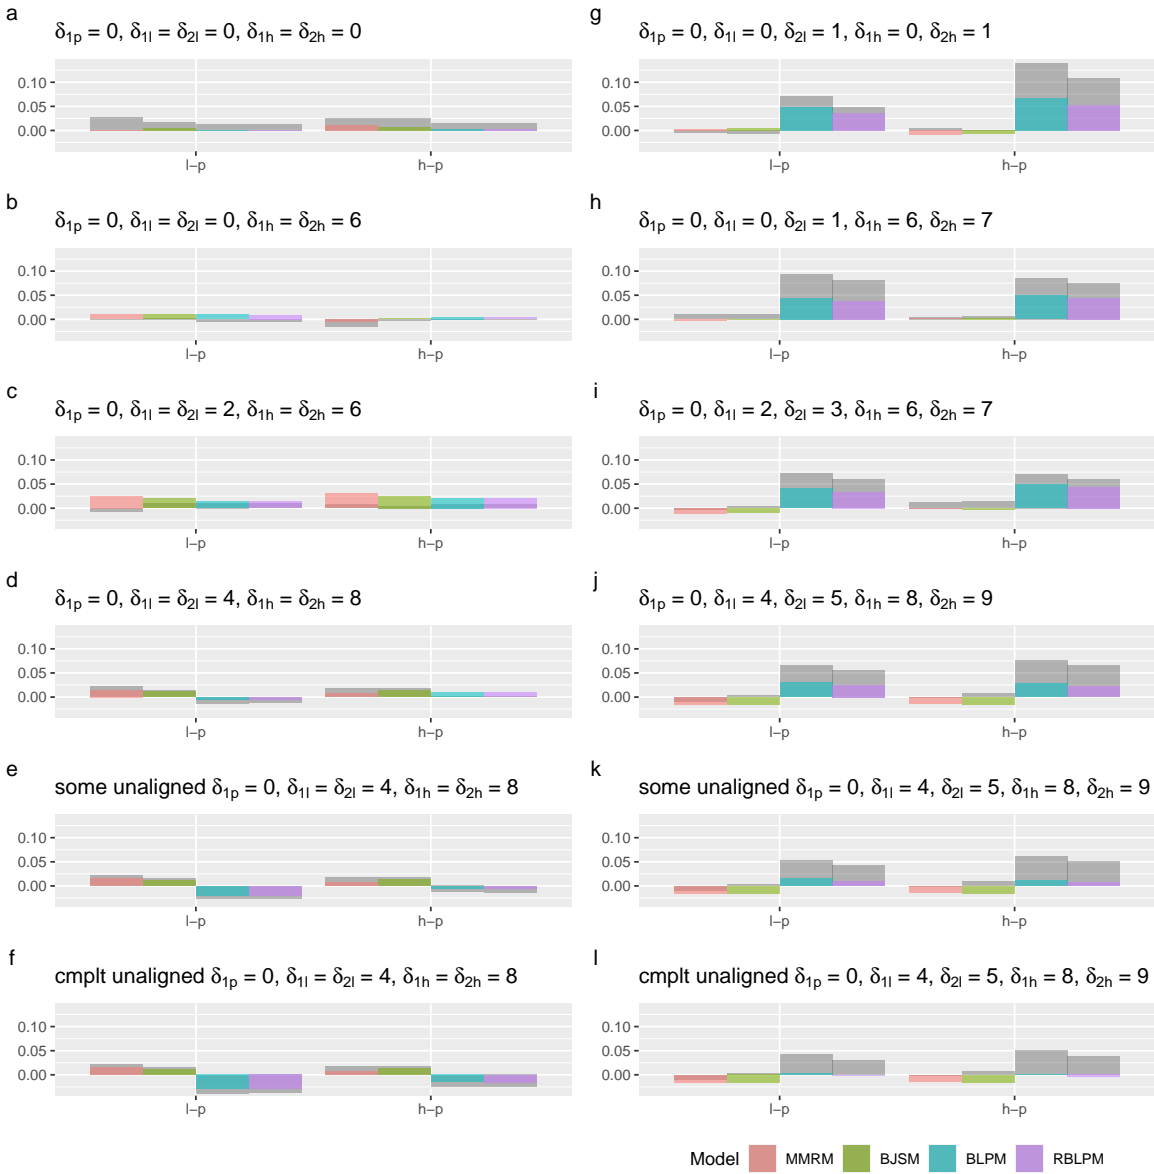 a
δ1p = 0, δ1l = δ2l = 0, δ1h = δ2h = 0
0.10
0.05
0.00
l−p
h−p
b
δ1p = 0, δ1l = δ2l = 0, δ1h = δ2h = 6
0.10
0.05
0.00
l−p
h−p
c
δ1p = 0, δ1l = δ2l = 2, δ1h = δ2h = 6
0.10
0.05
0.00
l−p
h−p
d
δ1p = 0, δ1l = δ2l = 4, δ1h = δ2h = 8
0.10
0.05
0.00
l−p
h−p
e
some unaligned δ1p = 0, δ1l = δ2l = 4, δ1h = δ2h = 8
0.10
0.05
0.00
l−p
h−p
f
cmplt unaligned δ1p = 0, δ1l = δ2l = 4, δ1h = δ2h = 8
0.10
0.05
0.00
l−p
h−p
g
δ1p = 0, δ1l = 0, δ2l = 1, δ1h = 0, δ2h = 1
0.10
0.05
0.00
l−p
h−p
h
δ1p = 0, δ1l = 0, δ2l = 1, δ1h = 6, δ2h = 7
0.10
0.05
0.00
l−p
h−p
i
δ1p = 0, δ1l = 2, δ2l = 3, δ1h = 6, δ2h = 7
0.10
0.05
0.00
l−p
h−p
j
δ1p = 0, δ1l = 4, δ2l = 5, δ1h = 8, δ2h = 9
0.10
0.05
0.00
l−p
h−p
k
some unaligned δ1p = 0, δ1l = 4, δ2l = 5, δ1h = 8, δ2h = 9
0.10
0.05
0.00
l−p
h−p
l
cmplt unaligned δ1p = 0, δ1l = 4, δ2l = 5, δ1h = 8, δ2h = 9
0.10
0.05
0.00
l−p
h−p
Model MMRM BJSM BLPM RBLPM